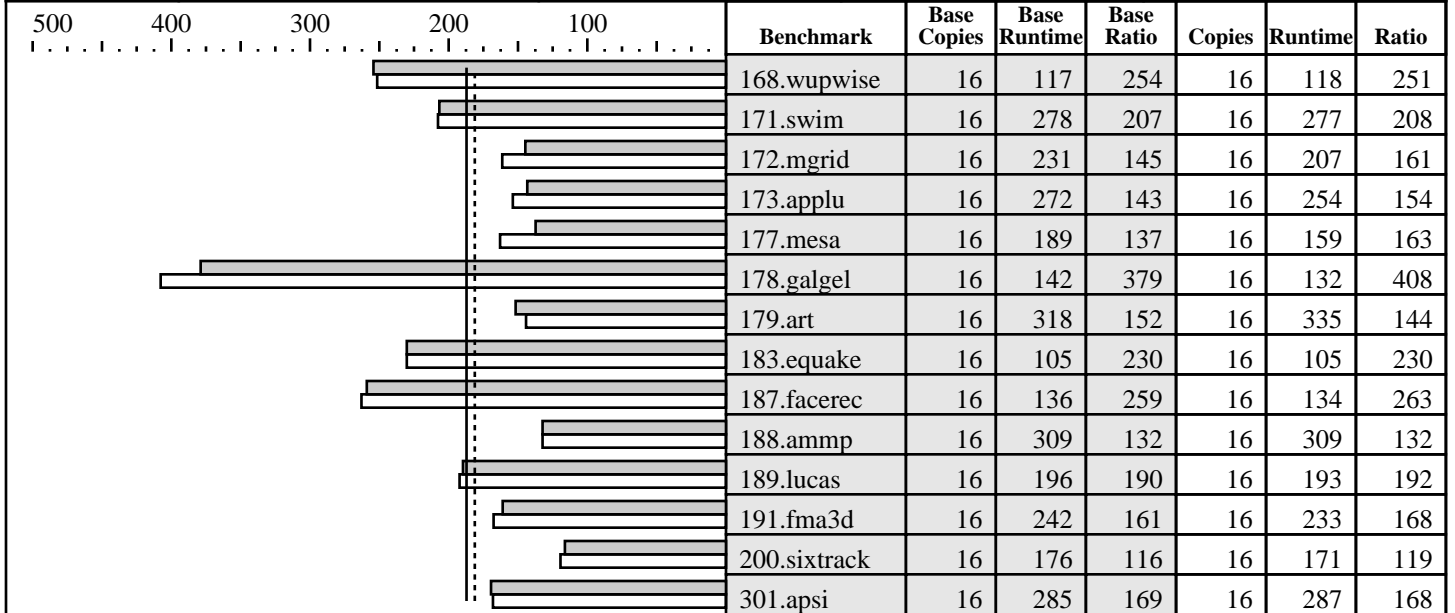 500 400 300 200 100
Benchmark Base Copies Base Runtime Base Ratio Copies Runtime Ratio
168.wupwise 16 117 254 16 118 251
171.swim 16 278 207 16 277 208
172.mgrid 16 231 145 16 207 161
173.applu 16 272 143 16 254 154
177.mesa 16 189 137 16 159 163
178.galgel 16 142 379 16 132 408
179.art 16 318 152 16 335 144
183.equake 16 105 230 16 105 230
187.facerec 16 136 259 16 134 263
188.ammp 16 309 132 16 309 132
189.lucas 16 196 190 16 193 192
191.fma3d 16 242 161 16 233 168
200.sixtrack 16 176 116 16 171 119
301.apsi 16 285 169 16 287 168